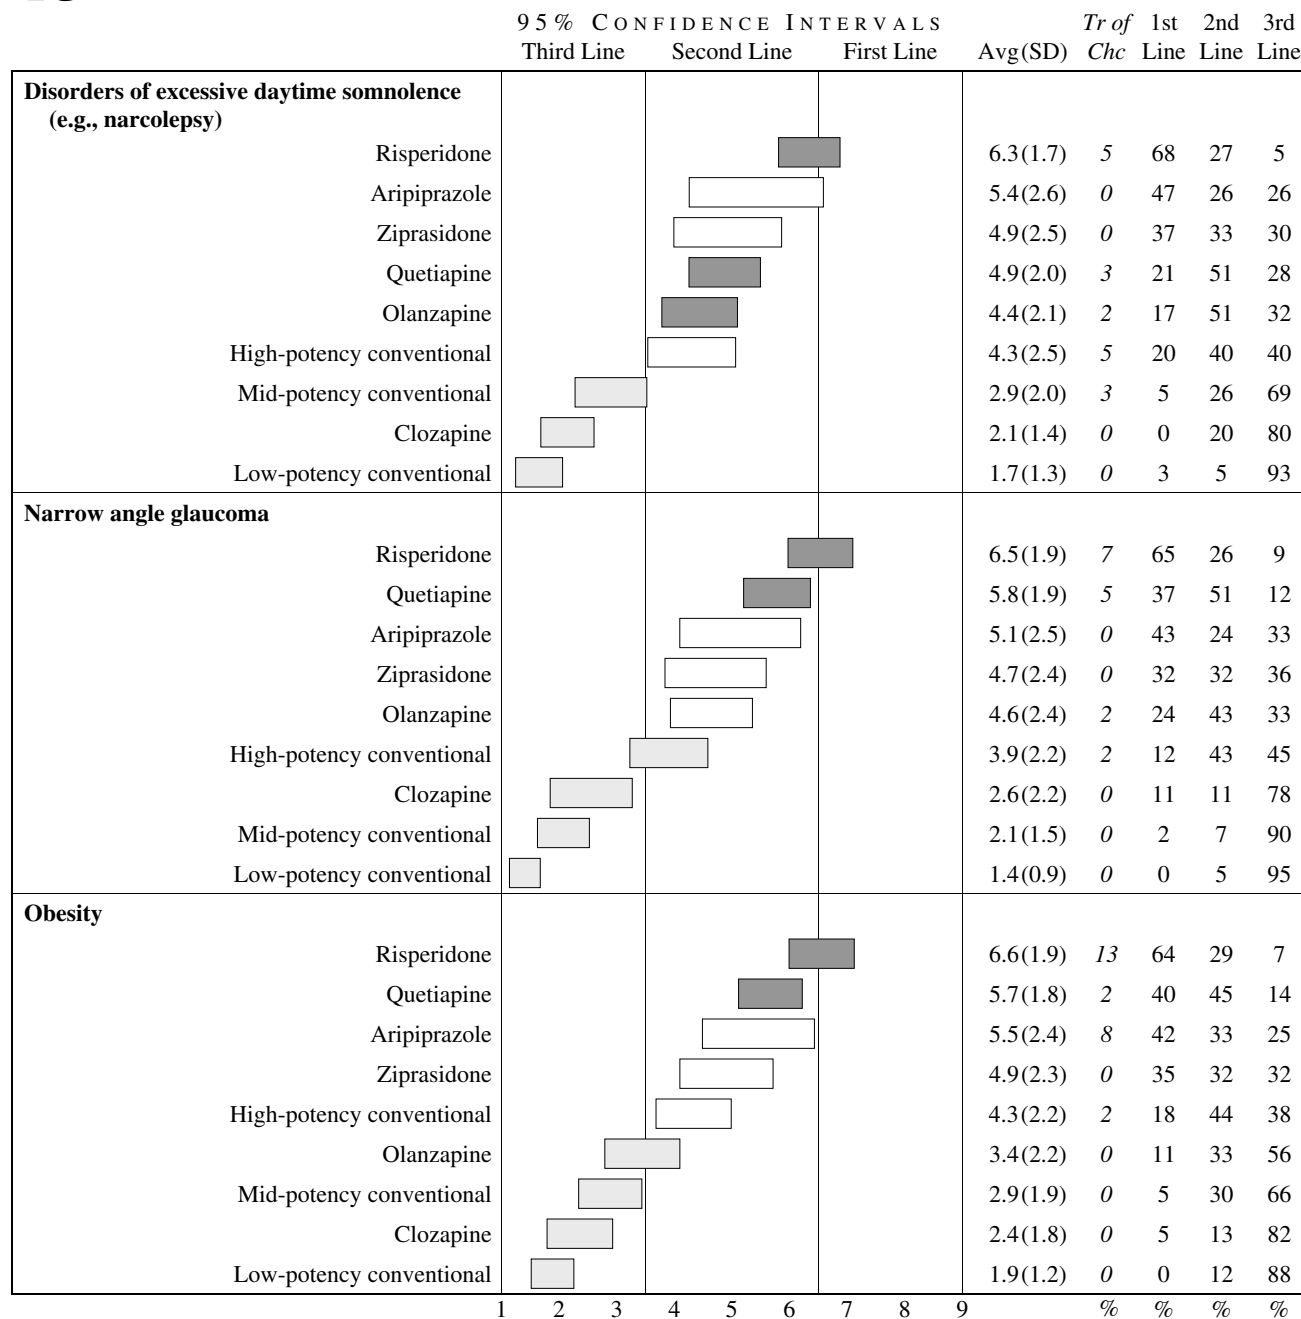 95% CONFIDENCE INTERVALS Tr of 1st 2nd 3rd
Third Line Second Line First Line Avg(SD) Chc Line Line Line
Disorders of excessive daytime somnolence
(e.g., narcolepsy)
Risperidone 6.3(1.7) 5 68 27 5
Aripiprazole 5.4(2.6) 0 47 26 26
Ziprasidone 4.9(2.5) 0 37 33 30
Quetiapine 4.9(2.0) 3 21 51 28
Olanzapine 4.4(2.1) 2 17 51 32
High-potency conventional 4.3(2.5) 5 20 40 40
Mid-potency conventional 2.9(2.0) 3 5 26 69
Clozapine 2.1(1.4) 0 0 20 80
Low-potency conventional 1.7(1.3) 0 3 5 93
Narrow angle glaucoma
Risperidone 6.5(1.9) 7 65 26 9
Quetiapine 5.8(1.9) 5 37 51 12
Aripiprazole 5.1(2.5) 0 43 24 33
Ziprasidone 4.7(2.4) 0 32 32 36
Olanzapine 4.6(2.4) 2 24 43 33
High-potency conventional 3.9(2.2) 2 12 43 45
Clozapine 2.6(2.2) 0 11 11 78
Mid-potency conventional 2.1(1.5) 0 2 7 90
Low-potency conventional 1.4(0.9) 0 0 5 95
Obesity
Risperidone 6.6(1.9) 13 64 29 7
Quetiapine 5.7(1.8) 2 40 45 14
Aripiprazole 5.5(2.4) 8 42 33 25
Ziprasidone 4.9(2.3) 0 35 32 32
High-potency conventional 4.3(2.2) 2 18 44 38
Olanzapine 3.4(2.2) 0 11 33 56
Mid-potency conventional 2.9(1.9) 0 5 30 66
Clozapine 2.4(1.8) 0 5 13 82
Low-potency conventional 1.9(1.2) 0 0 12 88
1 2 3 4 5 6 7 8 9 % % % %